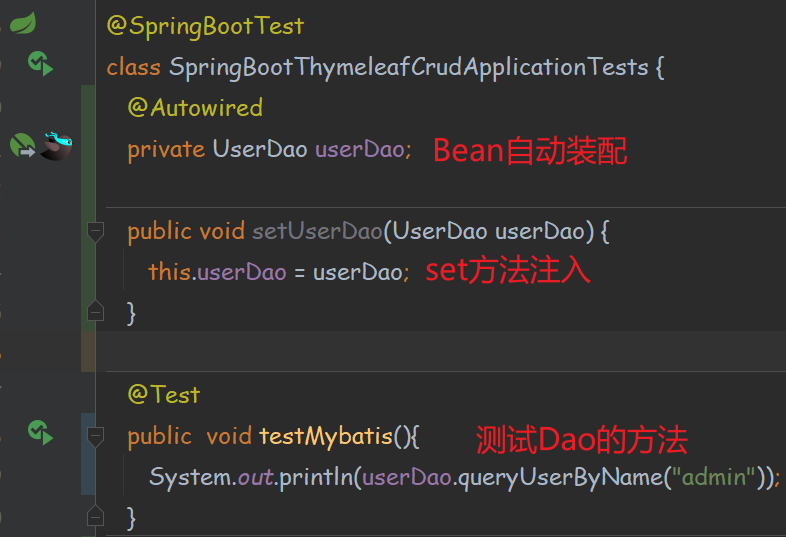 @SpringBootTest
class SpringBootThymeleafCrudApplicationTests {
@Autowired
private UserDao userDao; Bean自动装配
public void setUserDao(UserDao userDao) {
this.userDao = userDao; set方法注入
}
@Test
public void testMybatis(){ 测试Dao的方法
System.out.println(userDao.queryUserByName("admin"));
}